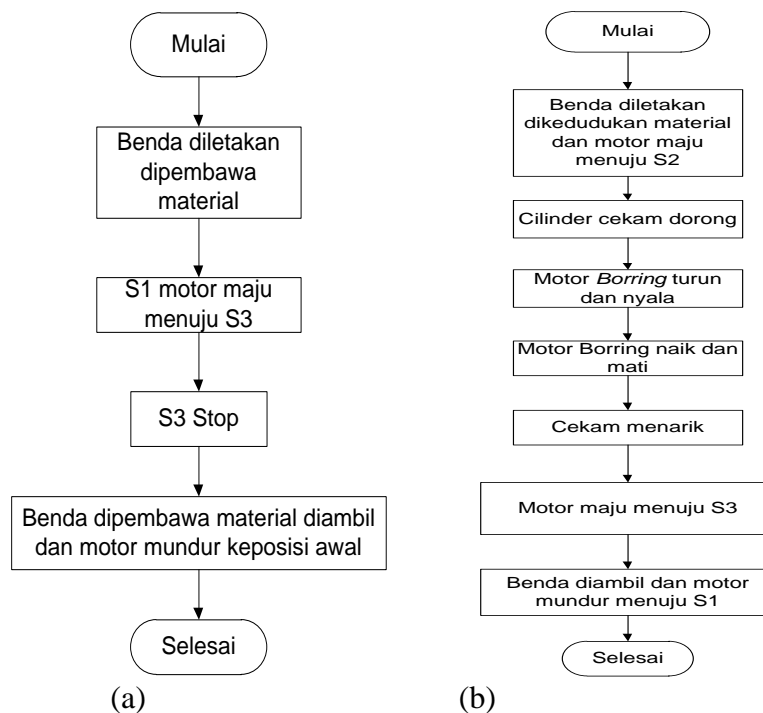 Mulai
Benda diletakan
dipembawa
material
S1 motor maju
menuju S3
S3 Stop
Benda dipembawa material diambil
dan motor mundur keposisi awal
Selesai
(a)
Mulai
Benda diletakan
dikedudukan material
dan motor maju
menuju S2
Cilinder cekam dorong
Motor Borring turun
dan nyala
Motor Borring naik dan
mati
Cekam menarik
Motor maju menuju S3
Benda diambil dan motor
mundur menuju S1
Selesai
(b)